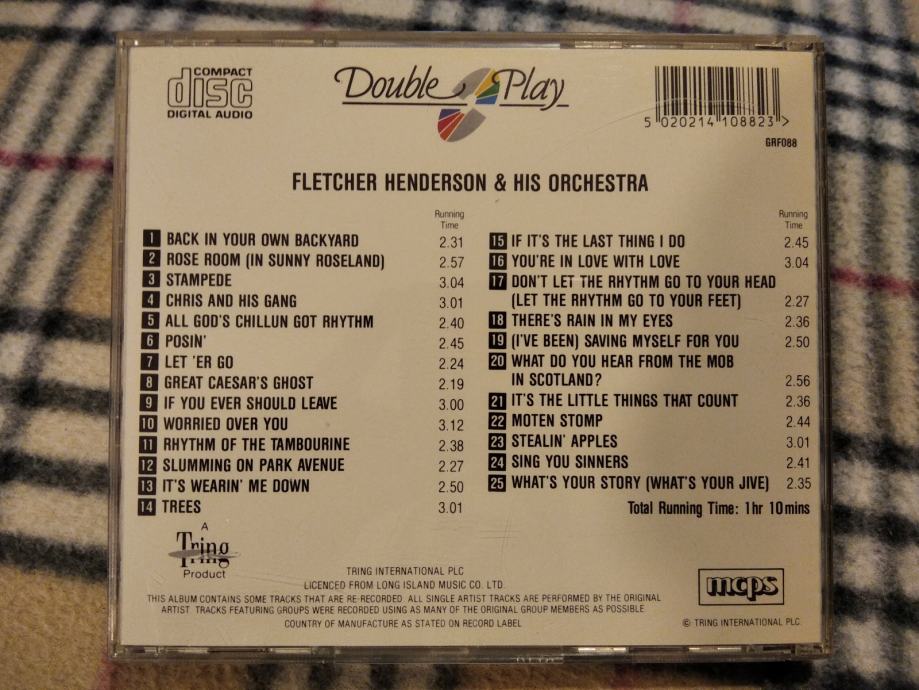 COMPACT
disc
DIGITAL AUDIO
Double Play
5 020214 108823 >
GRF088
FLETCHER HENDERSON & HIS ORCHESTRA
Running
Time
1 BACK IN YOUR OWN BACKYARD 2.31
2 ROSE ROOM (IN SUNNY ROSELAND) 2.57
3 STAMPEDE 3.04
4 CHRIS AND HIS GANG 3.01
5 ALL GOD'S CHILLUN GOT RHYTHM 2.40
6 POSIN' 2.45
7 LET 'ER GO 2.24
8 GREAT CAESAR'S GHOST 2.19
9 IF YOU EVER SHOULD LEAVE 3.00
10 WORRIED OVER YOU 3.12
11 RHYTHM OF THE TAMBOURINE 2.38
12 SLUMMING ON PARK AVENUE 2.27
13 IT'S WEARIN' ME DOWN 2.50
14 TREES 3.01
Running
Time
15 IF IT'S THE LAST THING I DO 2.45
16 YOU'RE IN LOVE WITH LOVE 3.04
17 DON'T LET THE RHYTHM GO TO YOUR HEAD
(LET THE RHYTHM GO TO YOUR FEET) 2.27
18 THERE'S RAIN IN MY EYES 2.36
19 (I'VE BEEN) SAVING MYSELF FOR YOU 2.50
20 WHAT DO YOU HEAR FROM THE MOB
IN SCOTLAND? 2.56
21 IT'S THE LITTLE THINGS THAT COUNT 2.36
22 MOTEN STOMP 2.44
23 STEALIN' APPLES 3.01
24 SING YOU SINNERS 2.41
25 WHAT'S YOUR STORY (WHAT'S YOUR JIVE) 2.35
Total Running Time: 1hr 10mins
A
Tring
Product
TRING INTERNATIONAL PLC
LICENCED FROM LONG ISLAND MUSIC CO. LTD.
THIS ALBUM CONTAINS SOME TRACKS THAT ARE RE-RECORDED. ALL SINGLE ARTIST TRACKS ARE PERFORMED BY THE ORIGINAL
ARTIST. TRACKS FEATURING GROUPS WERE RECORDED USING AS MANY OF THE ORIGINAL GROUP MEMBERS AS POSSIBLE
COUNTRY OF MANUFACTURE AS STATED ON RECORD LABEL
mcps
© TRING INTERNATIONAL PLC.